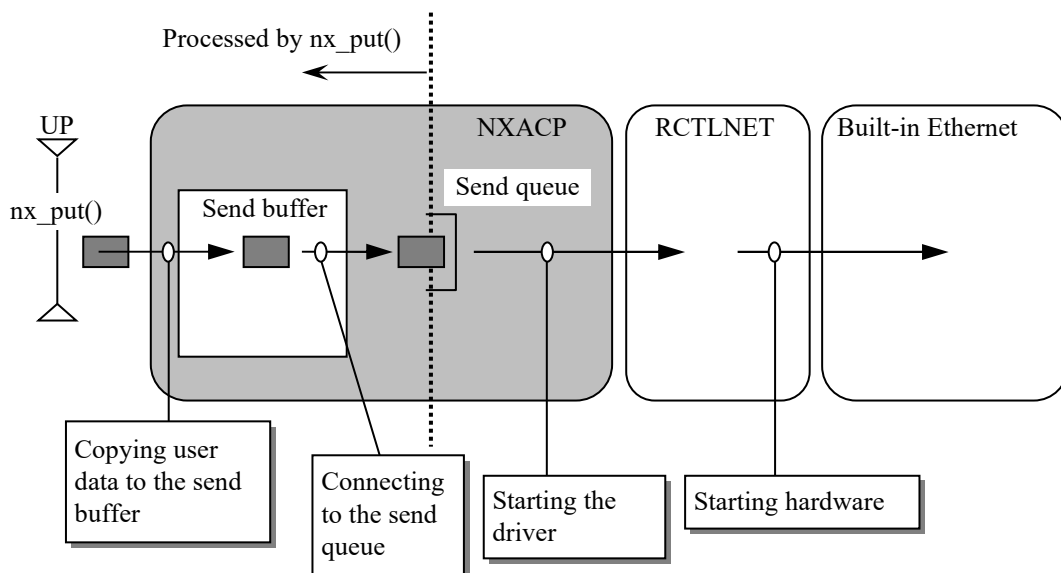 Processed by nx_put()
UP
NXACP
RCTLNET
Built-in Ethernet
Send queue
Send buffer
nx_put()
Copying user
data to the send
buffer
Connecting
to the send
queue
Starting the
driver
Starting hardware